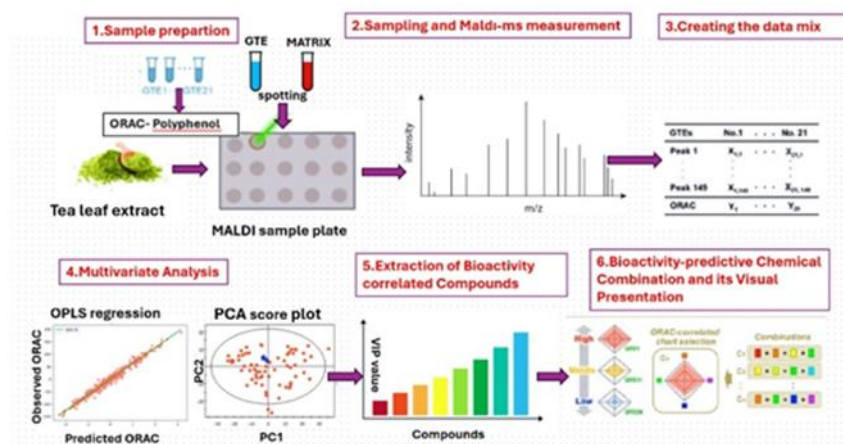 1.Sample prepartion
2.Sampling and Maldı-ms measurement
3.Creating the data mix
GTE
MATRIX
GTE1
GTE21
spotting
ORAC- Polyphenol
Tea leaf extract
MALDI sample plate
intensity
m/z
GTEs No.1 . . . No. 21
Peak 1
Peak 149
ORAC
4.Multivariate Analysis
5.Extraction of Bioactivity
correlated Compounds
6.Bioactivity-predictive Chemical
Combination and its Visual
Presentation
OPLS regression
PCA score plot
Observed ORAC
Predicted ORAC
PC2
PC1
VIP value
Compounds
High
Low
ORAC-correlated
chart selection
Combinations